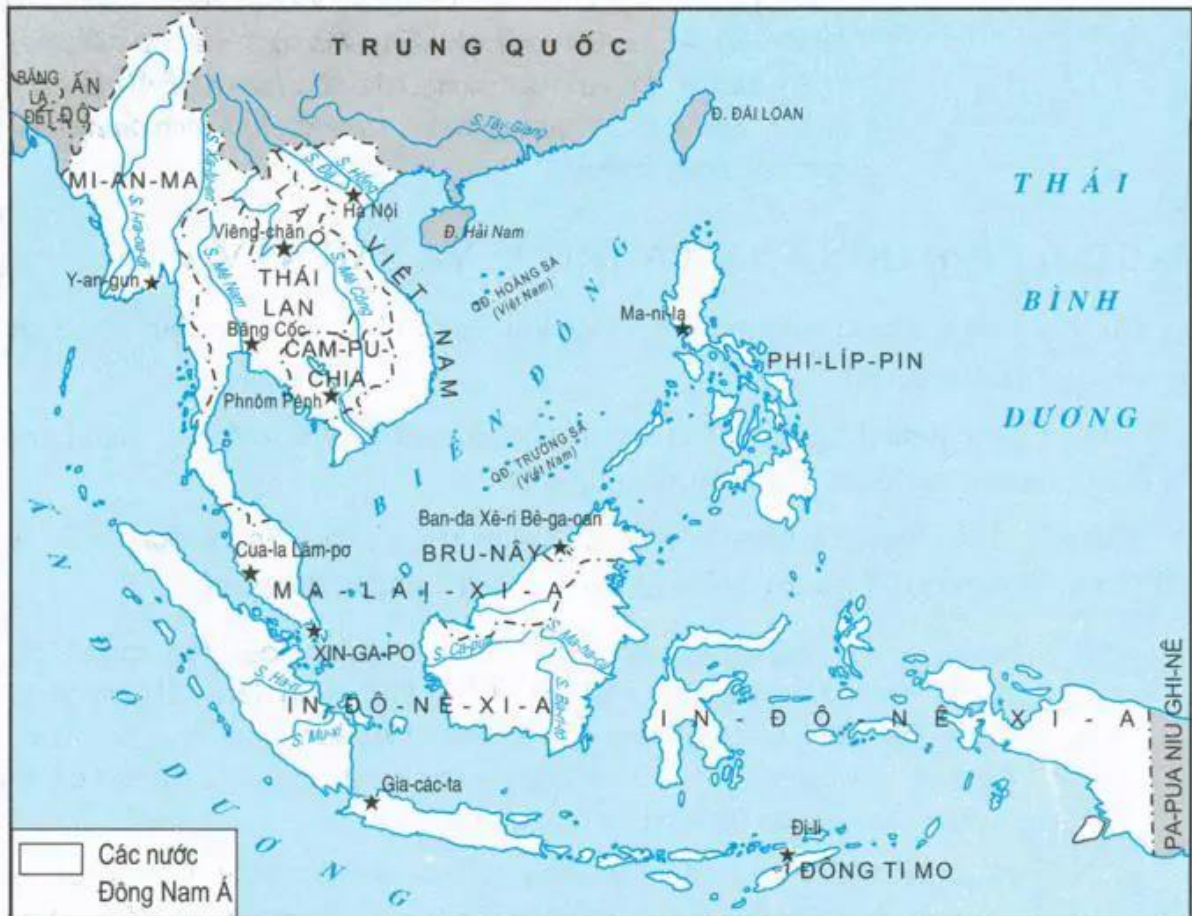 TRUNG QUỐC
BĂNG
LA
ĐÉT
ẤN
ĐỘ
Đ. ĐÀI LOAN
S. Tây Giang
MI-AN-MA
S. Hồng
S. Đà
Hà Nội
Đ. Hải Nam
LÀO
VIỆT NAM
Viêng-chăn
THÁI
LAN
S. Mê Nam
S. Mê Công
Y-an-gun
Băng Cốc
CAM-PU-
CHIA
Phnôm Pênh
QĐ. HOÀNG SA
(Việt Nam)
BIỂN ĐÔNG
QĐ. TRƯỜNG SA
(Việt Nam)
Ma-ni-la
PHI-LÍP-PIN
THÁI
BÌNH
DƯƠNG
Ban-đa Xê-ri Bê-ga-oan
BRU-NÂY
Cua-la Lăm-pơ
MA-LAI-XI-A
XIN-GA-PO
IN-ĐÔ-NÊ-XI-A
IN-ĐÔ-NÊ-XI-A
Gia-các-ta
Đi-li
ĐÔNG TI MO
PA-PUA NIU GHI-NÊ
ẤN ĐỘ DƯƠNG
Các nước
Đông Nam Á